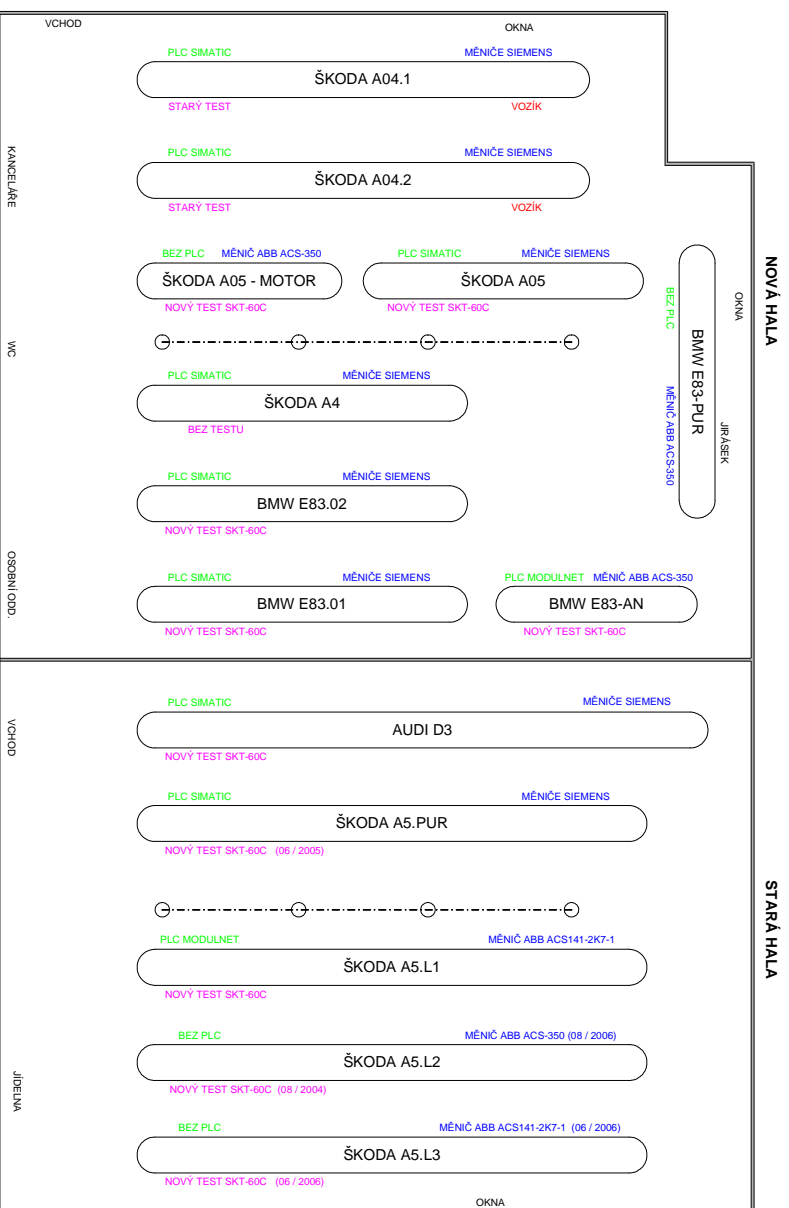 VCHOD
OKNA
PLC SIMATIC MĚNIČE SIEMENS
ŠKODA A04.1
STARÝ TEST VOZÍK
PLC SIMATIC MĚNIČE SIEMENS
ŠKODA A04.2
STARÝ TEST VOZÍK
KANCELÁŘE
BEZ PLC MĚNIČ ABB ACS-350
ŠKODA A05 - MOTOR
NOVÝ TEST SKT-60C
PLC SIMATIC MĚNIČE SIEMENS
ŠKODA A05
NOVÝ TEST SKT-60C
NOVÁ HALA
OKNA
BEZ PLC MĚNIČ ABB ACS-350
BMW E83-PUR
JIRÁSEK
WC
PLC SIMATIC MĚNIČE SIEMENS
ŠKODA A4
BEZ TESTU
PLC SIMATIC MĚNIČE SIEMENS
BMW E83.02
NOVÝ TEST SKT-60C
OSOBNÍ ODD.
PLC SIMATIC MĚNIČE SIEMENS
BMW E83.01
NOVÝ TEST SKT-60C
PLC MODULNET MĚNIČ ABB ACS-350
BMW E83-AN
NOVÝ TEST SKT-60C
VCHOD
PLC SIMATIC MĚNIČE SIEMENS
AUDI D3
NOVÝ TEST SKT-60C
PLC SIMATIC MĚNIČE SIEMENS
ŠKODA A5.PUR
NOVÝ TEST SKT-60C (06 / 2005)
STARÁ HALA
PLC MODULNET MĚNIČ ABB ACS141-2K7-1
ŠKODA A5.L1
NOVÝ TEST SKT-60C
BEZ PLC MĚNIČ ABB ACS-350 (08 / 2006)
ŠKODA A5.L2
NOVÝ TEST SKT-60C (08 / 2004)
JÍDELNA
BEZ PLC MĚNIČ ABB ACS141-2K7-1 (06 / 2006)
ŠKODA A5.L3
NOVÝ TEST SKT-60C (06 / 2006)
OKNA